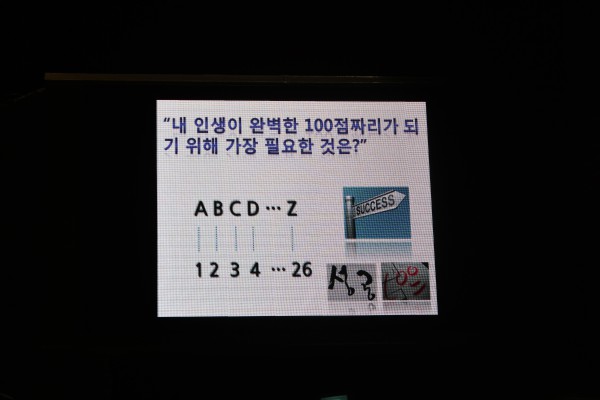 “내 인생이 완벽한 100점짜리가 되
기 위해 가장 필요한 것은?”
A B C D ··· Z
1 2 3 4 ··· 26
SUCCESS
성공
100